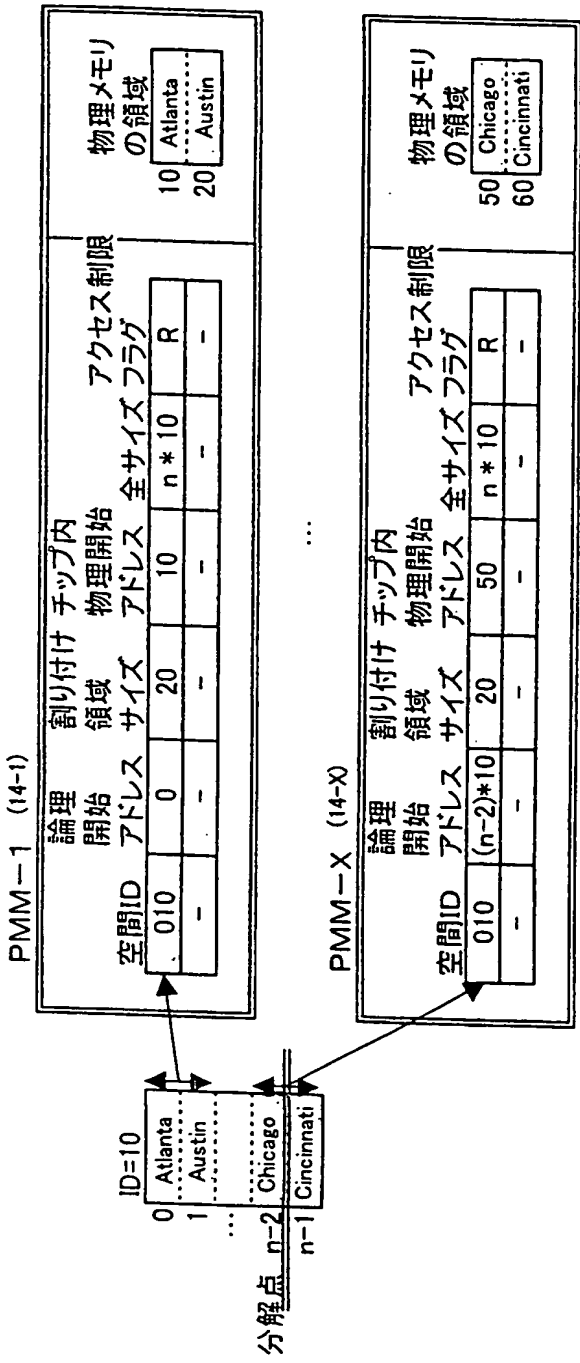 ID=10
0 Atlanta
1 Austin
…
n-2 Chicago
分解点
n-1 Cincinnati
PMM-1 (14-1)
空間ID
論理
開始
アドレス
割り付け
領域
サイズ
チップ内
物理開始
アドレス
全サイズ
アクセス制限
フラグ
010 0 20 10 n*10 R
- - - - - -
物理メモリ
の領域
10 Atlanta
20 Austin
…
PMM-X (14-X)
空間ID
論理
開始
アドレス
割り付け
領域
サイズ
チップ内
物理開始
アドレス
全サイズ
アクセス制限
フラグ
010 (n-2)*10 20 50 n*10 R
- - - - - -
物理メモリ
の領域
50 Chicago
60 Cincinnati